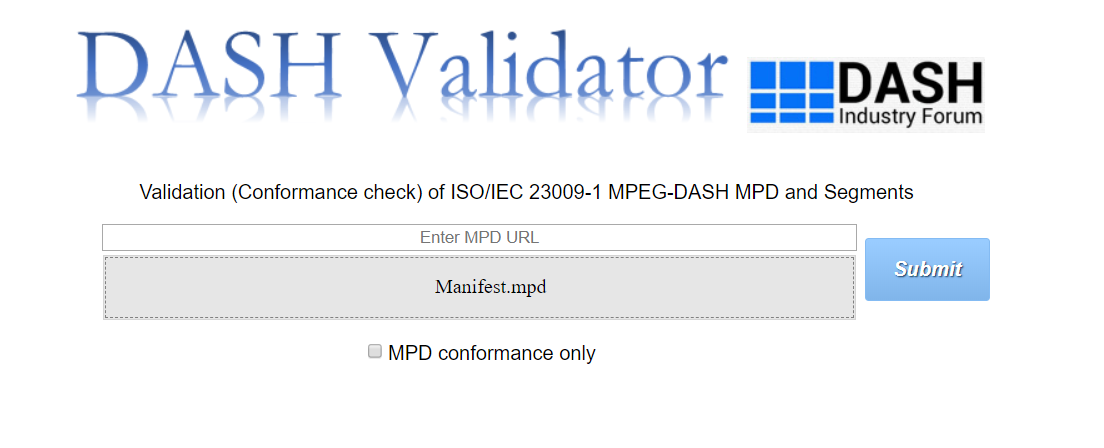 DASH Validator
DASH
Industry Forum
Validation (Conformance check) of ISO/IEC 23009-1 MPEG-DASH MPD and Segments
Enter MPD URL
Submit
Manifest.mpd
MPD conformance only